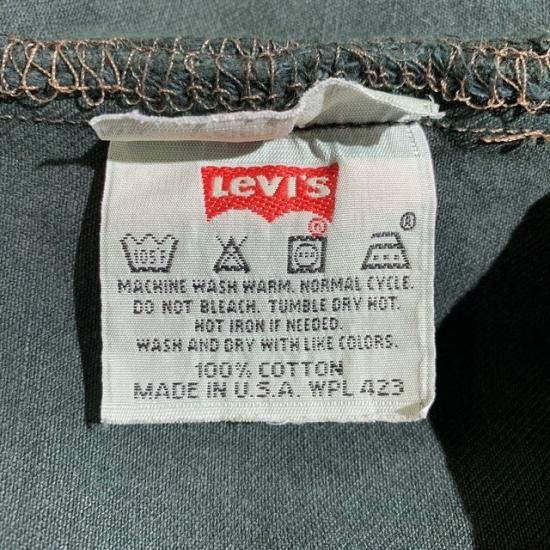 Levi's
®
®
105F
MACHINE WASH WARM. NORMAL CYCLE.
DO NOT BLEACH. TUMBLE DRY HOT.
HOT IRON IF NEEDED.
WASH AND DRY WITH LIKE COLORS.
100% COTTON
MADE IN U.S.A. WPL 423